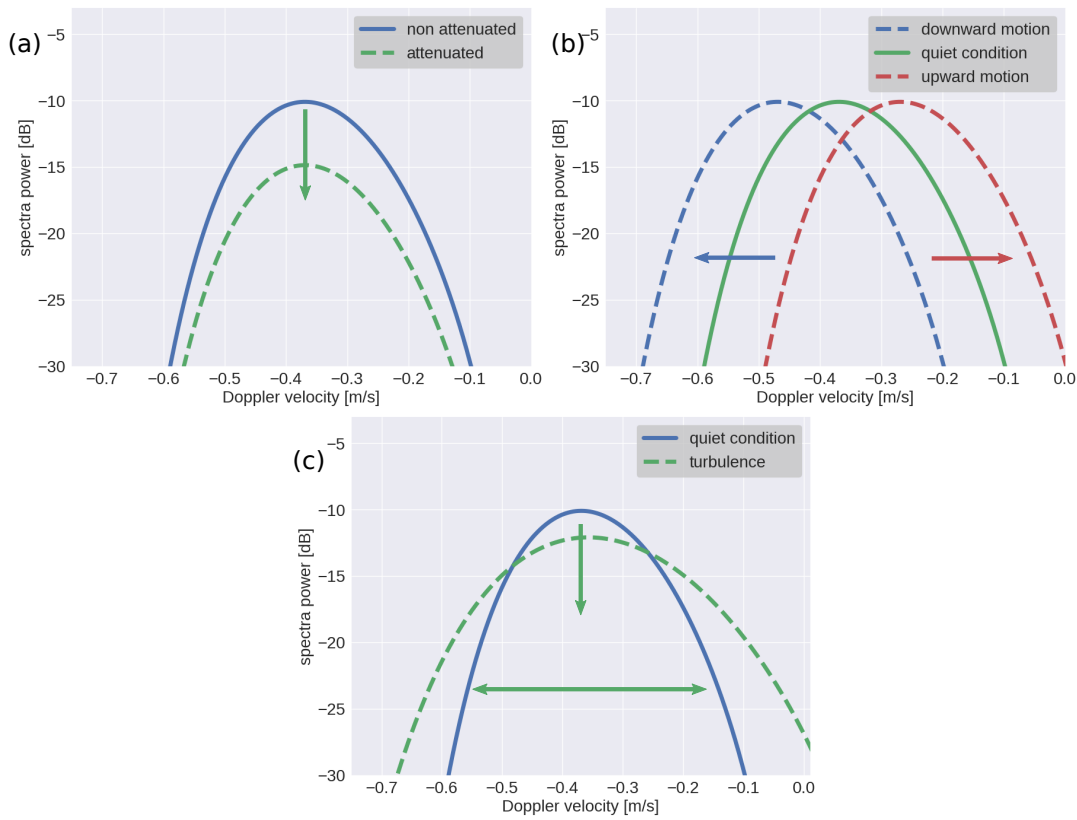 (a)
non attenuated
attenuated
−5
−10
−15
−20
−25
−30
spectra power [dB]
−0.7
−0.6
−0.5
−0.4
−0.3
−0.2
−0.1
0.0
Doppler velocity [m/s]
(b)
downward motion
quiet condition
upward motion
−5
−10
−15
−20
−25
−30
spectra power [dB]
−0.7
−0.6
−0.5
−0.4
−0.3
−0.2
−0.1
0.0
Doppler velocity [m/s]
(c)
quiet condition
turbulence
−5
−10
−15
−20
−25
−30
spectra power [dB]
−0.7
−0.6
−0.5
−0.4
−0.3
−0.2
−0.1
0.0
Doppler velocity [m/s]